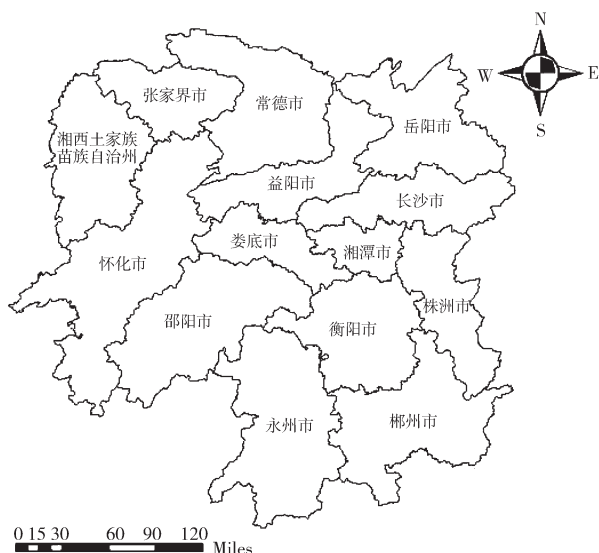 N
W
E
S
张家界市
常德市
岳阳市
湘西土家族
苗族自治州
益阳市
长沙市
娄底市
湘潭市
怀化市
株洲市
邵阳市
衡阳市
永州市
郴州市
0 15 30 60 90 120
Miles